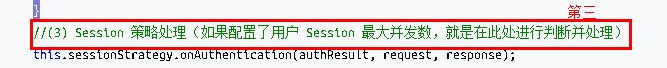 }
第三
//(3) Session 策略处理（如果配置了用户 Session 最大并发数，就是在此处进行判断并处理）
this.sessionStrategy.onAuthentication(authResult, request, response);